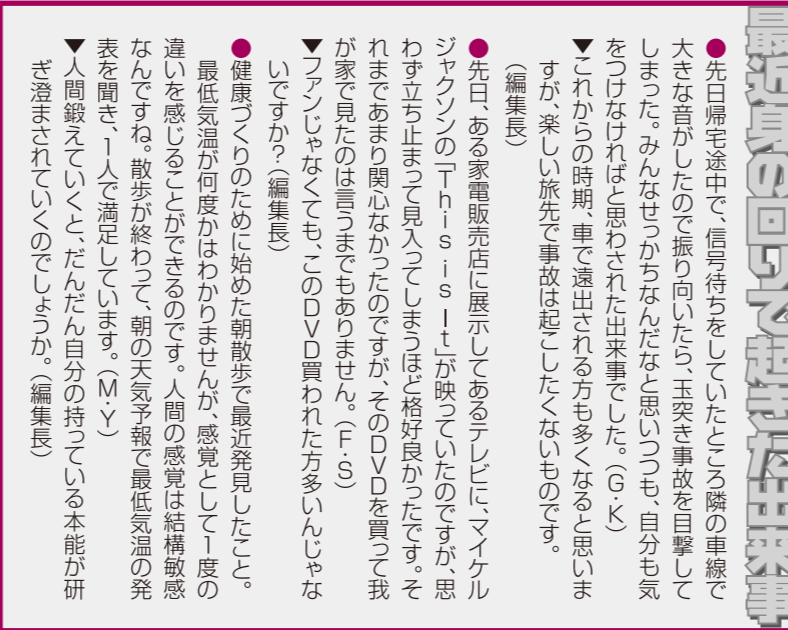 最近身の回りで起きた出来事
●先日帰宅途中で、信号待ちをしていたところ隣の車線で
大きな音がしたので振り向いたら、玉突き事故を目撃して
しまった。みんなせっかちなんだなと思いつつも、自分も気
をつけなければと思わされた出来事でした。(G・K)
▼これからの時期、車で遠出される方も多くなると思いま
すが、楽しい旅先で事故は起こしたくないものです。
(編集長)
●先日、ある家電販売店に展示してあるテレビに、マイケル
ジャクソンの「This is It」が映っていたのですが、思
わず立ち止まって見入ってしまうほど格好良かったです。そ
れまであまり関心なかったのですが、そのDVDを買って我
が家で見たのは言うまでもありません。(F・S)
▼ファンじゃなくても、このDVD買われた方多いんじゃな
いですか?(編集長)
●健康づくりのために始めた朝散歩で最近発見したこと。
最低気温が何度かはわかりませんが、感覚として1度の
違いを感じることができるのです。人間の感覚は結構敏感
なんですね。散歩が終わって、朝の天気予報で最低気温の発
表を聞き、1人で満足しています。(M・Y)
▼人間鍛えていくと、だんだん自分の持っている本能が研
ぎ澄まされていくのでしょうか。(編集長)